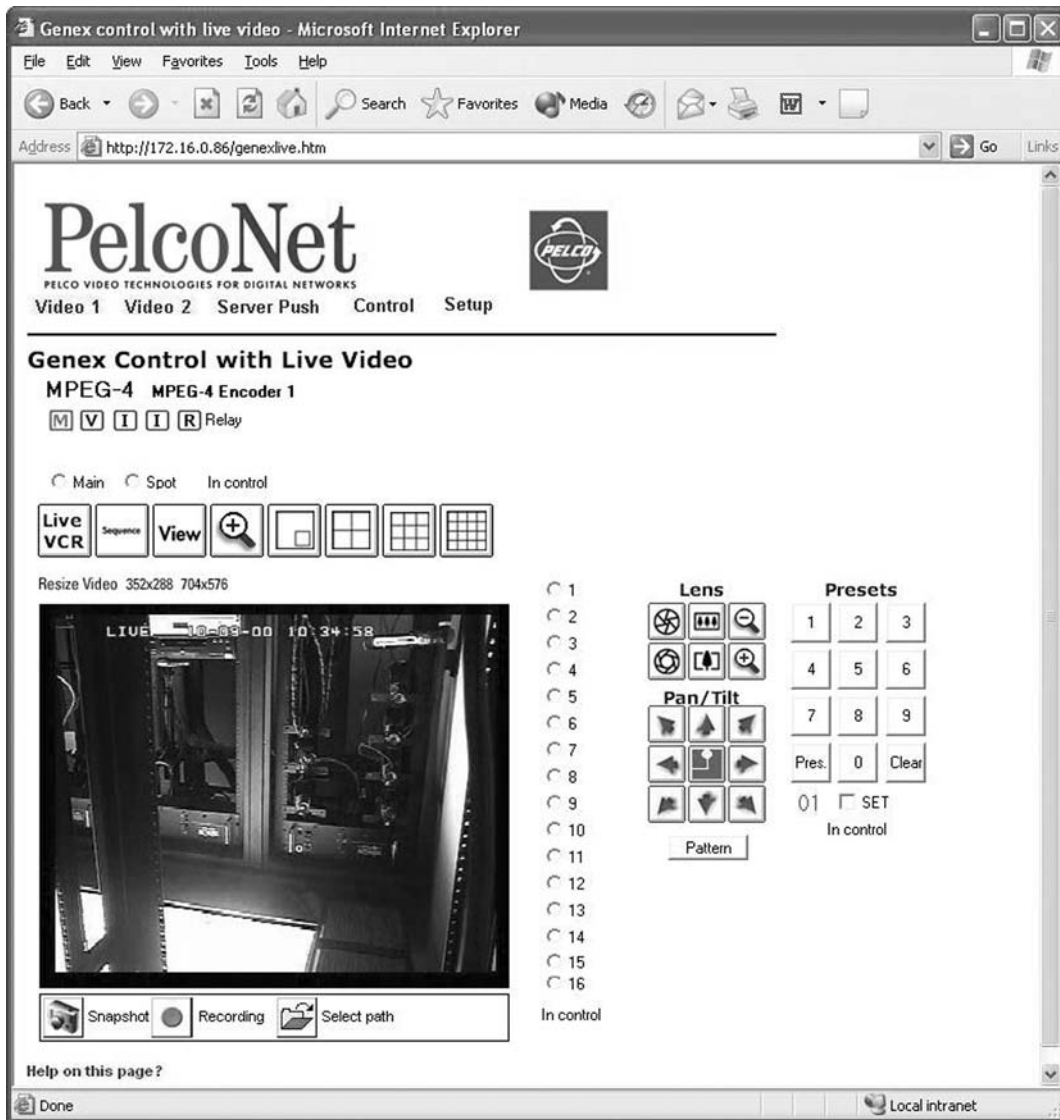 Genex control with live video - Microsoft Internet Explorer
File Edit View Favorites Tools Help
Back Search Favorites Media
Address http://172.16.0.86/genexlive.htm Go Links
PelcoNet
PELCO VIDEO TECHNOLOGIES FOR DIGITAL NETWORKS
PELCO
Video 1 Video 2 Server Push Control Setup
Genex Control with Live Video
MPEG-4 MPEG-4 Encoder 1
M V I I R Relay
Main Spot In control
Live VCR Sequence View
Resize Video 352x288 704x576
LIVE 10-09-00 10:34:58
1
2
3
4
5
6
7
8
9
10
11
12
13
14
15
16
In control
Lens
Pan/Tilt
Pattern
Presets
1 2 3
4 5 6
7 8 9
Pres. 0 Clear
01 SET
In control
Snapshot Recording Select path
Help on this page?
Done Local intranet